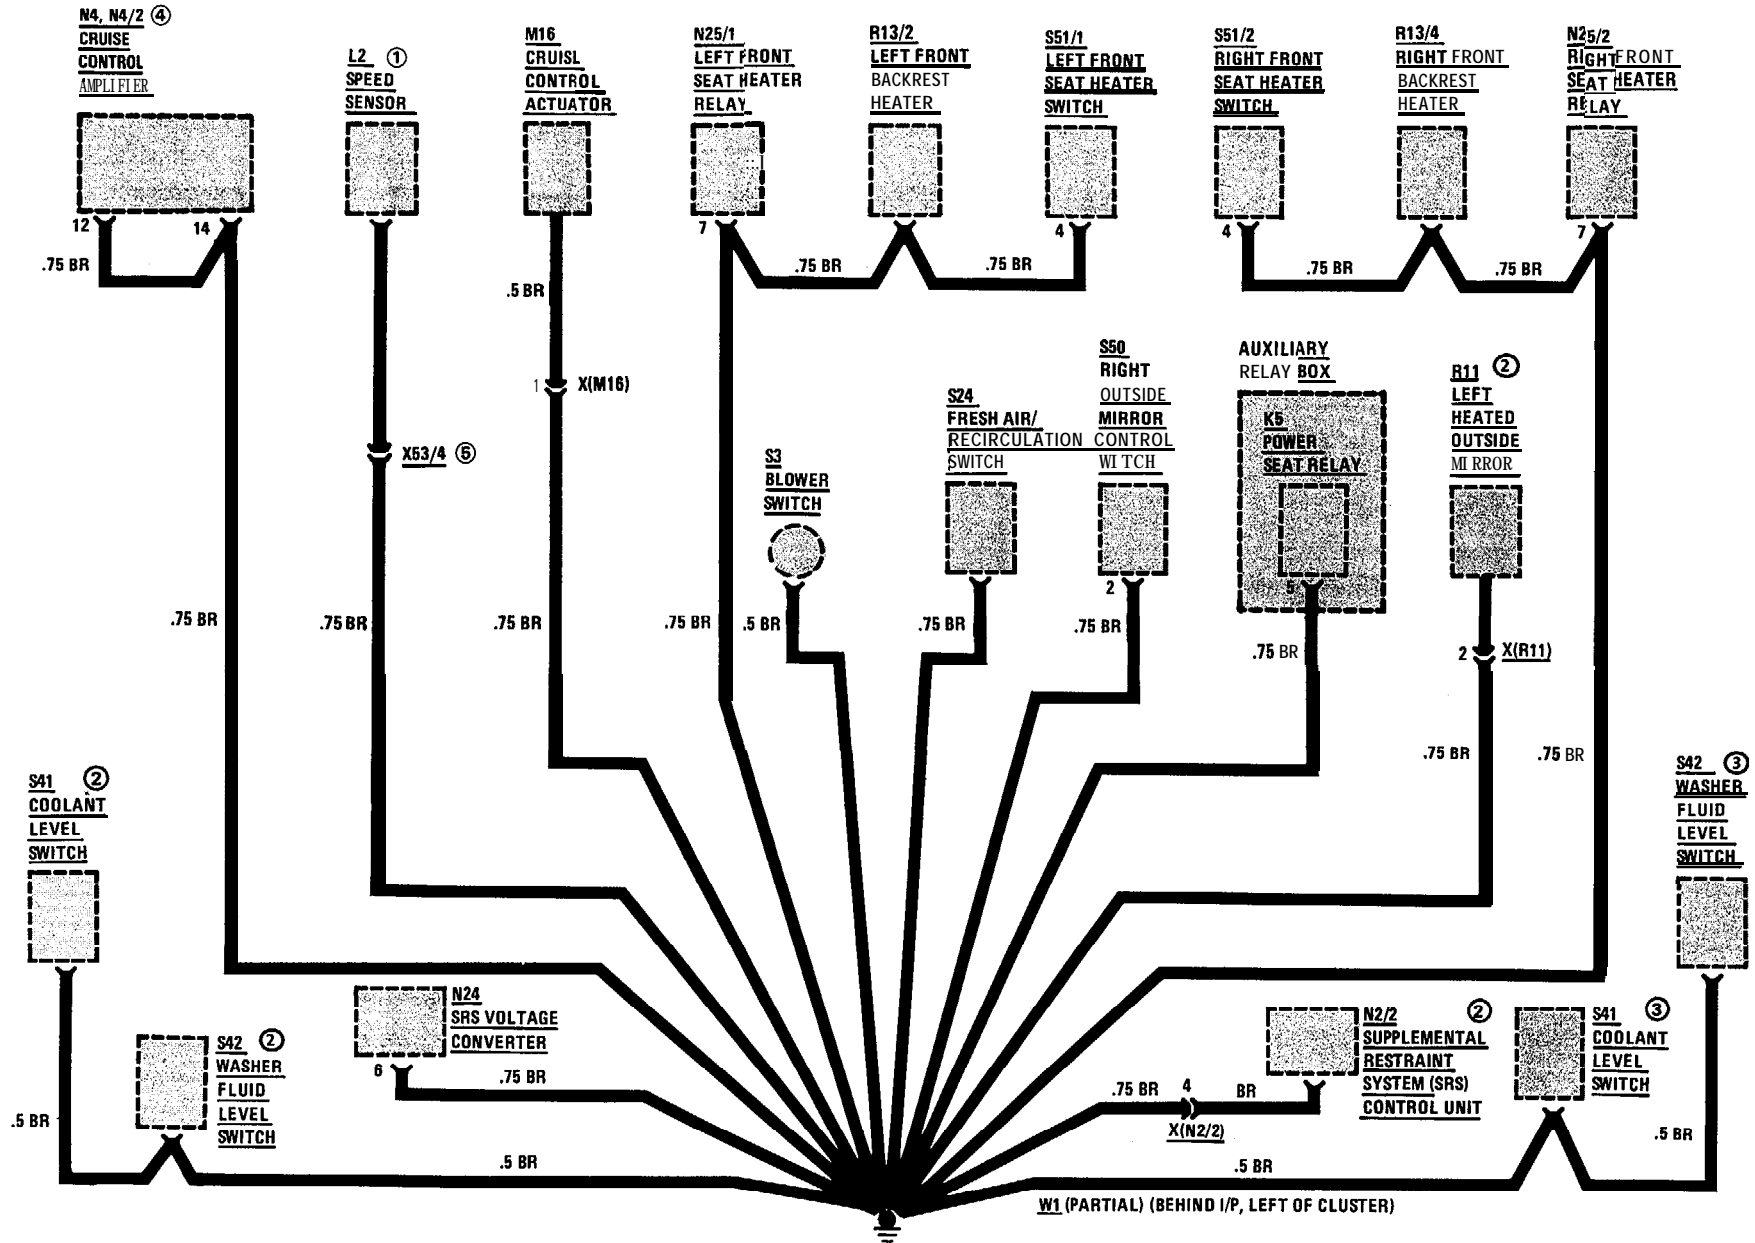 N4, N4/2 ④
CRUISE
CONTROL
AMPLIFIER
L2 ①
SPEED
SENSOR
M16
CRUISL
CONTROL
ACTUATOR
N25/1
LEFT FRONT
SEAT HEATER
RELAY
R13/2
LEFT FRONT
BACKREST
HEATER
S51/1
LEFT FRONT
SEAT HEATER
SWITCH
S51/2
RIGHT FRONT
SEAT HEATER
SWITCH
R13/4
RIGHT FRONT
BACKREST
HEATER
N25/2
RIGHT FRONT
SEAT HEATER
RELAY
12
14
7
4
4
7
.75 BR
.75 BR
.75 BR
.75 BR
.75 BR
.5 BR
1
X(M16)
X53/4 ⑤
S3
BLOWER
SWITCH
S24
FRESH AIR/
RECIRCULATION
SWITCH
S50
RIGHT
OUTSIDE
MIRROR
CONTROL
WITCH
AUXILIARY
RELAY BOX
K5
POWER
SEAT RELAY
R11 ②
LEFT
HEATED
OUTSIDE
MIRROR
2
5
.75 BR
.75 BR
.75 BR
.75 BR
.5 BR
.75 BR
.75 BR
.75 BR
2
X(R11)
.75 BR
.75 BR
S41 ②
COOLANT
LEVEL
SWITCH
S42 ③
WASHER
FLUID
LEVEL
SWITCH
S42 ②
WASHER
FLUID
LEVEL
SWITCH
N24
SRS VOLTAGE
CONVERTER
6
.75 BR
N2/2 ②
SUPPLEMENTAL
RESTRAINT
SYSTEM (SRS)
CONTROL UNIT
.75 BR
4
BR
X(N2/2)
S41 ③
COOLANT
LEVEL
SWITCH
.5 BR
.5 BR
.5 BR
.5 BR
W1 (PARTIAL) (BEHIND I/P, LEFT OF CLUSTER)